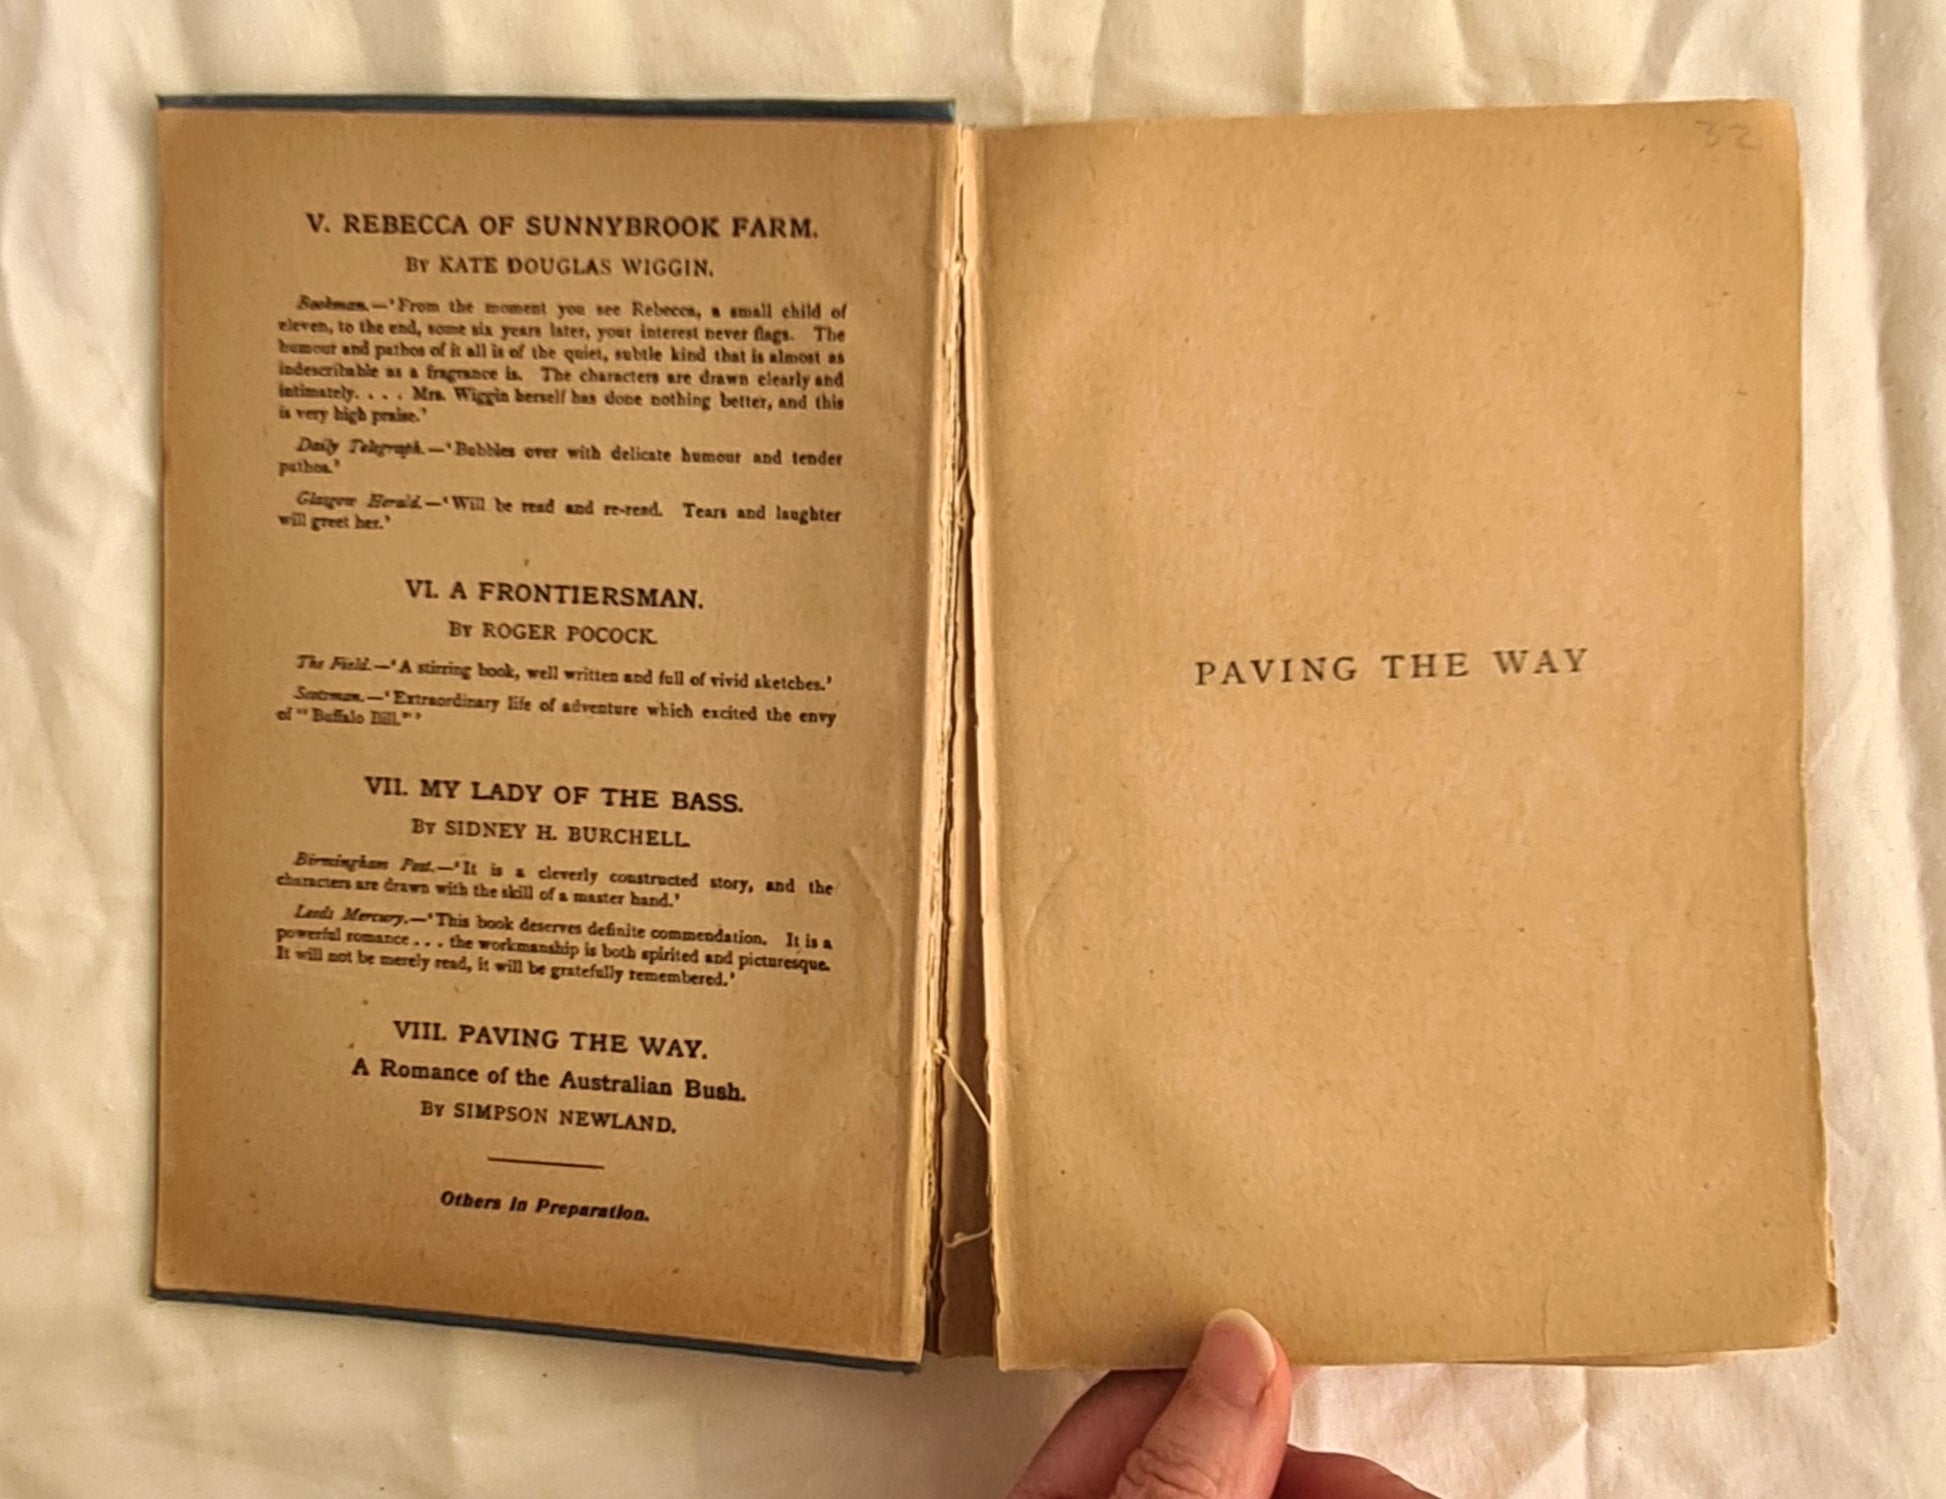 V. REBECCA OF SUNNYBROOK FARM.
By KATE DOUGLAS WIGGIN.
Bookman.—'From the moment you see Rebecca, a small child of
eleven, to the end, some six years later, your interest never flags. The
humour and pathos of it all is of the quiet, subtle kind that is almost as
indescribable as a fragrance is. The characters are drawn clearly and
intimately. . . . Mrs. Wiggin herself has done nothing better, and this
is very high praise.'
Daily Telegraph.—'Bubbles over with delicate humour and tender
pathos.'
Glasgow Herald.—'Will be read and re-read. Tears and laughter
will greet her.'
VI. A FRONTIERSMAN.
By ROGER POCOCK.
The Field.—'A stirring book, well written and full of vivid sketches.'
Scotsman.—'Extraordinary life of adventure which excited the envy
of "Buffalo Bill."'
VII. MY LADY OF THE BASS.
By SIDNEY H. BURCHELL.
Birmingham Post.—'It is a cleverly constructed story, and the
characters are drawn with the skill of a master hand.'
Leeds Mercury.—'This book deserves definite commendation. It is a
powerful romance . . . the workmanship is both spirited and picturesque.
It will not be merely read, it will be gratefully remembered.'
VIII. PAVING THE WAY.
A Romance of the Australian Bush.
By SIMPSON NEWLAND.
Others in Preparation.
32
PAVING THE WAY